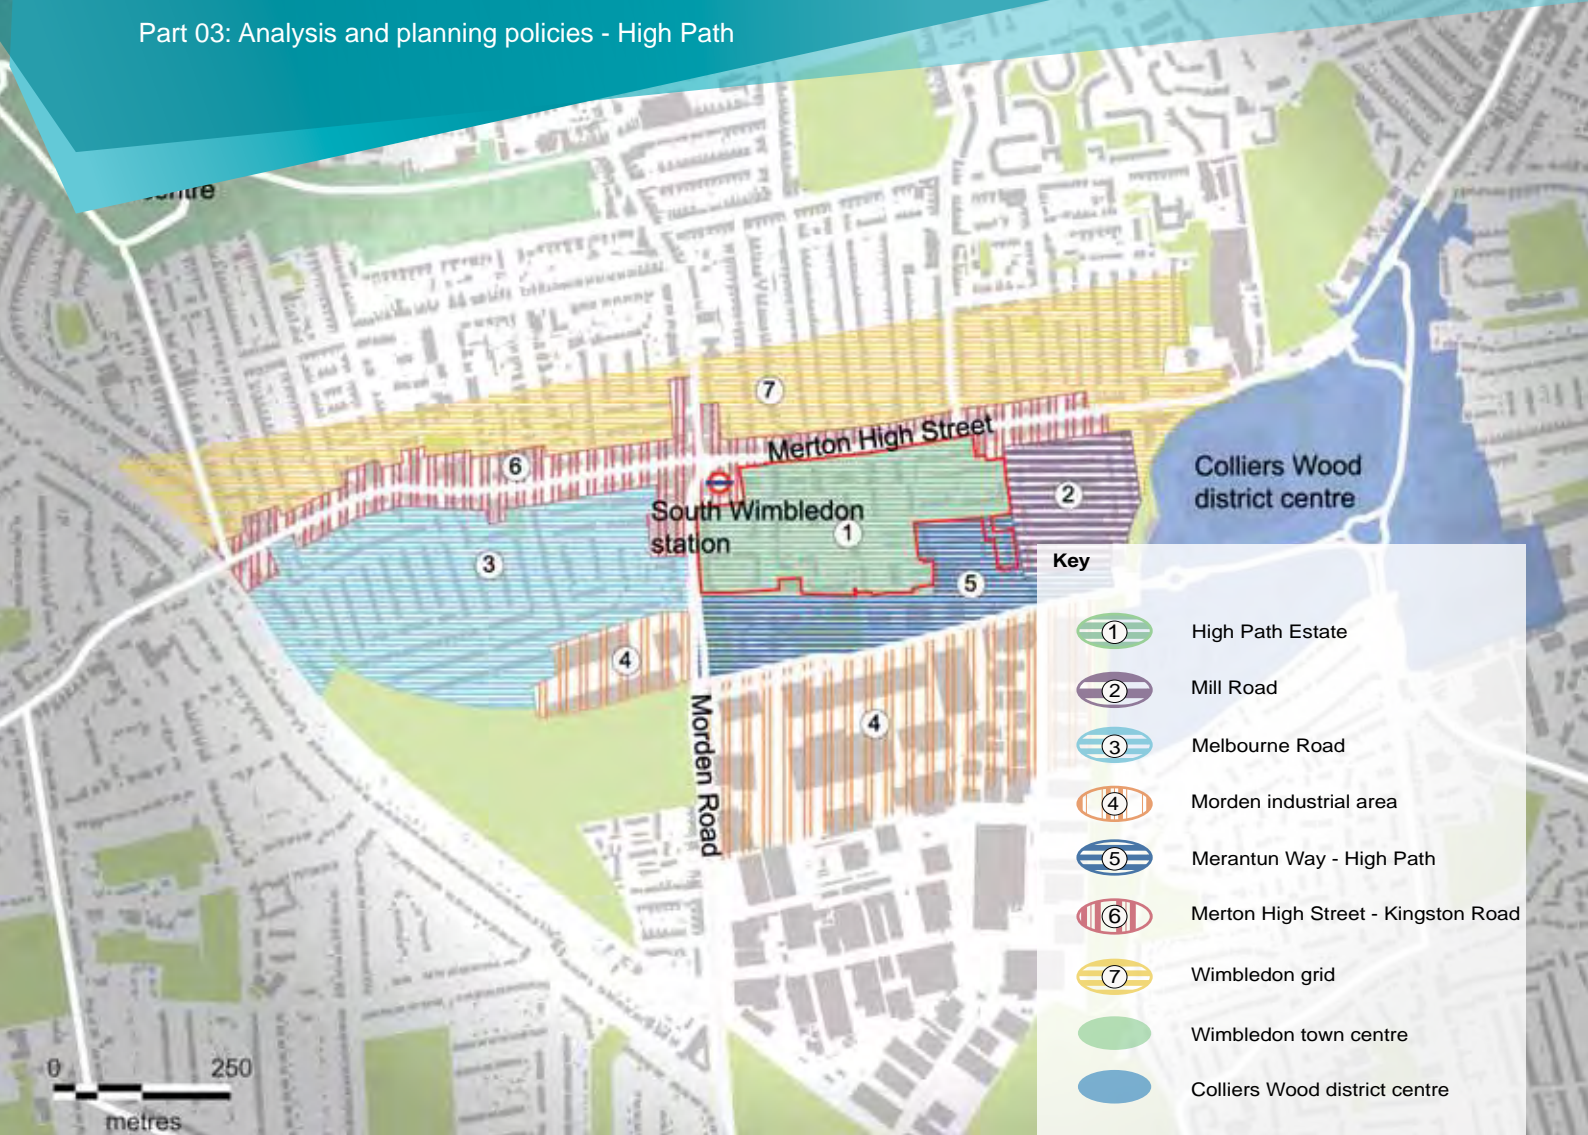 Part 03: Analysis and planning policies - High Path
centre
7
Merton High Street
6
Colliers Wood
district centre
2
South Wimbledon
station
1
3
5
4
4
Morden Road
Key
1 High Path Estate
2 Mill Road
3 Melbourne Road
4 Morden industrial area
5 Merantun Way - High Path
6 Merton High Street - Kingston Road
7 Wimbledon grid
Wimbledon town centre
Colliers Wood district centre
0 250
metres